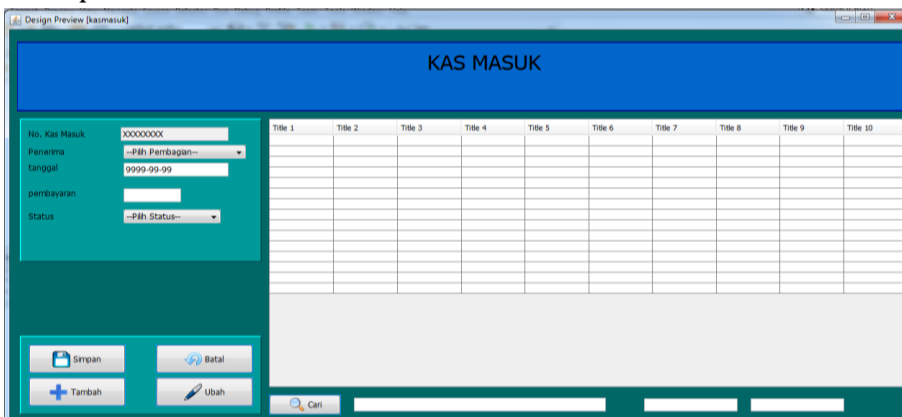 Design Preview [kasmasuk]
KAS MASUK
No. Kas Masuk XXXXXXXX
Penerima --Pilih Pembagian--
tanggal 9999-99-99
pembayaran
Status --Pilih Status--
Title 1 Title 2 Title 3 Title 4 Title 5 Title 6 Title 7 Title 8 Title 9 Title 10
Simpan Batal
Tambah Ubah
Cari